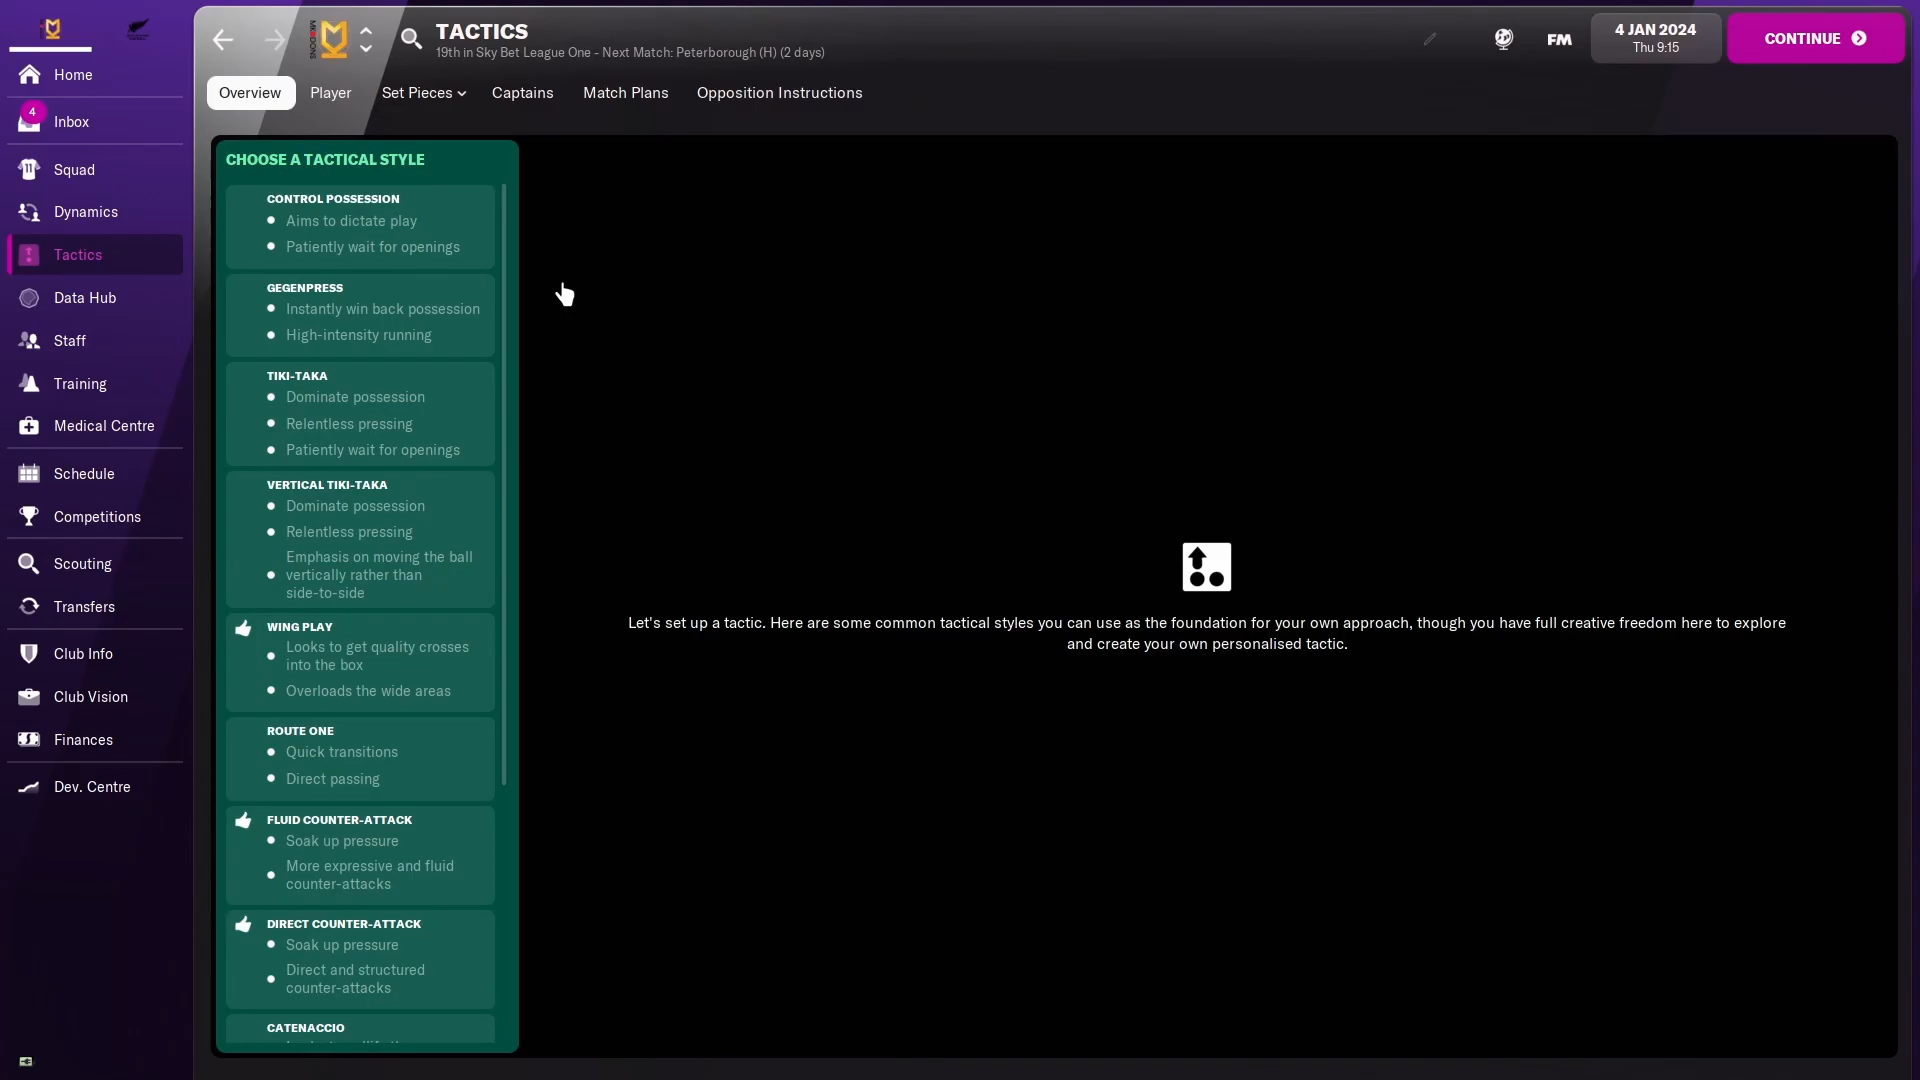 TACTICS
19th in Sky Bet League One - Next Match: Peterborough (H) (2 days)
FM
4 JAN 2024
Thu 9:15
CONTINUE
Home
4
Inbox
Squad
Dynamics
Tactics
Data Hub
Staff
Training
Medical Centre
Schedule
Competitions
Scouting
Transfers
Club Info
Club Vision
Finances
Dev. Centre
Overview
Player
Set Pieces
Captains
Match Plans
Opposition Instructions
CHOOSE A TACTICAL STYLE
CONTROL POSSESSION
Aims to dictate play
Patiently wait for openings
GEGENPRESS
Instantly win back possession
High-intensity running
TIKI-TAKA
Dominate possession
Relentless pressing
Patiently wait for openings
VERTICAL TIKI-TAKA
Dominate possession
Relentless pressing
Emphasis on moving the ball
vertically rather than
side-to-side
WING PLAY
Looks to get quality crosses
into the box
Overloads the wide areas
ROUTE ONE
Quick transitions
Direct passing
FLUID COUNTER-ATTACK
Soak up pressure
More expressive and fluid
counter-attacks
DIRECT COUNTER-ATTACK
Soak up pressure
Direct and structured
counter-attacks
CATENACCIO
Let's set up a tactic. Here are some common tactical styles you can use as the foundation for your own approach, though you have full creative freedom here to explore
and create your own personalised tactic.